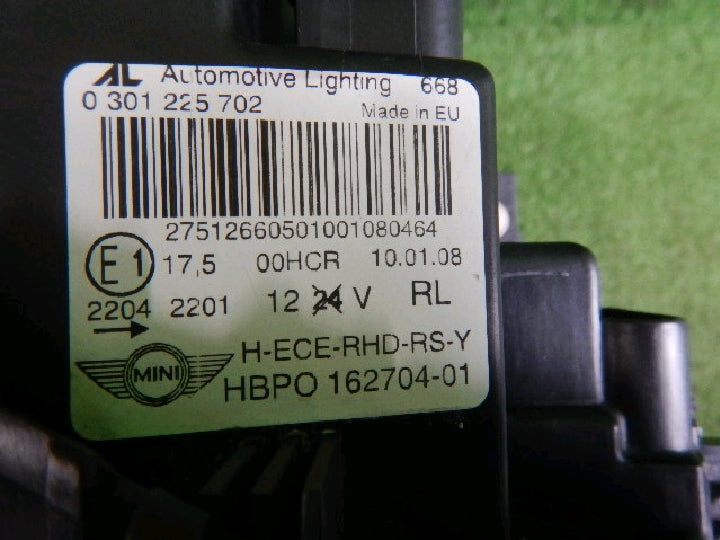 AL Automotive Lighting 668
0 301 225 702 Made in EU
27512660501001080464
E1 17,5 00HCR 10.01.08
2204 2201 12 24 V RL
H-ECE-RHD-RS-Y
MINI
HBPO 162704-01